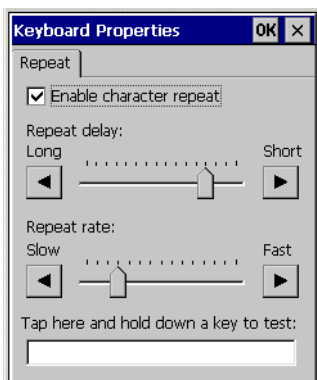 Keyboard Properties OK ×
Repeat
Enable character repeat
Repeat delay:
Long Short
Repeat rate:
Slow Fast
Tap here and hold down a key to test: